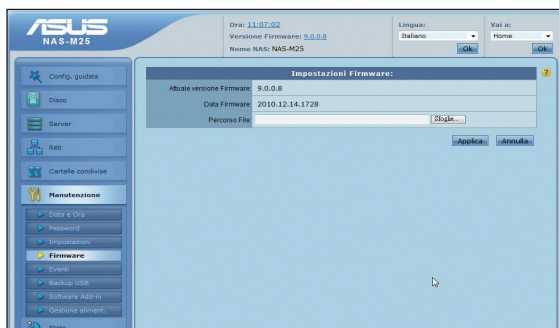 ASUS
NAS-M25
Ora: 11:07:02
Versione Firmware: 9.0.0.8
Nome NAS: NAS-M25
Lingua:
Italiano
Ok
Vai a:
Home
Ok
Config. guidata
Disco
Server
Reti
Cartelle condivise
Manutenzione
Data e Ora
Password
Impostazioni
Firmware
Eventi
Backup USB
Software Add-in
Gestione aliment.
Stato
Impostazioni Firmware:
Attuale versione Firmware: 9.0.0.8
Data Firmware: 2010.12.14.1728
Percorso File: Sfoglia...
Applica Annulla